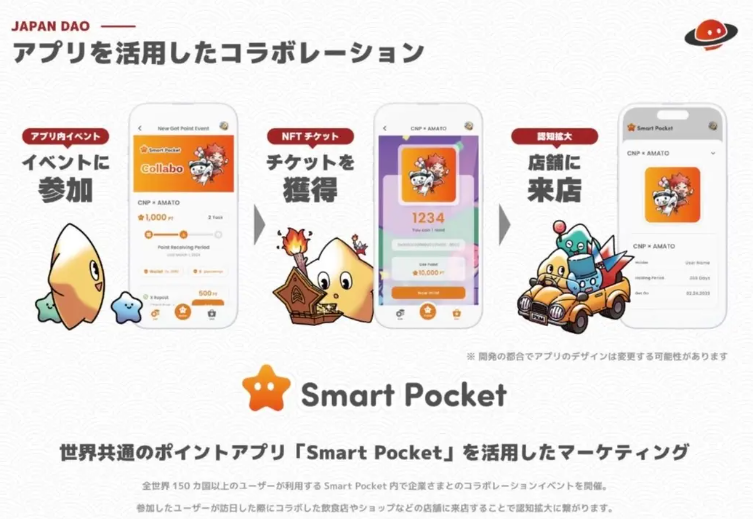 JAPAN DAO
アプリを活用したコラボレーション
アプリ内イベント
イベントに
参加
New Get Point Event
Smart Pocket
Collabo
CNP × AMATO
1,000 PT
Point Receiving Period
500 PT
NFTチケット
チケットを
獲得
CNP × AMATO
1234
10,000 PT
認知拡大
店舗に
来店
Smart Pocket
CNP × AMATO
CNP × AMATO
User Name
Holding Period
※ 開発の都合でアプリのデザインは変更する可能性があります
Smart Pocket
世界共通のポイントアプリ「Smart Pocket」を活用したマーケティング
全世界 150 カ国以上のユーザーが利用する Smart Pocket 内で企業さまとのコラボレーションイベントを開催。
参加したユーザーが訪日した際にコラボした飲食店やショップなどの店舗に来店することで認知拡大に繋がります。